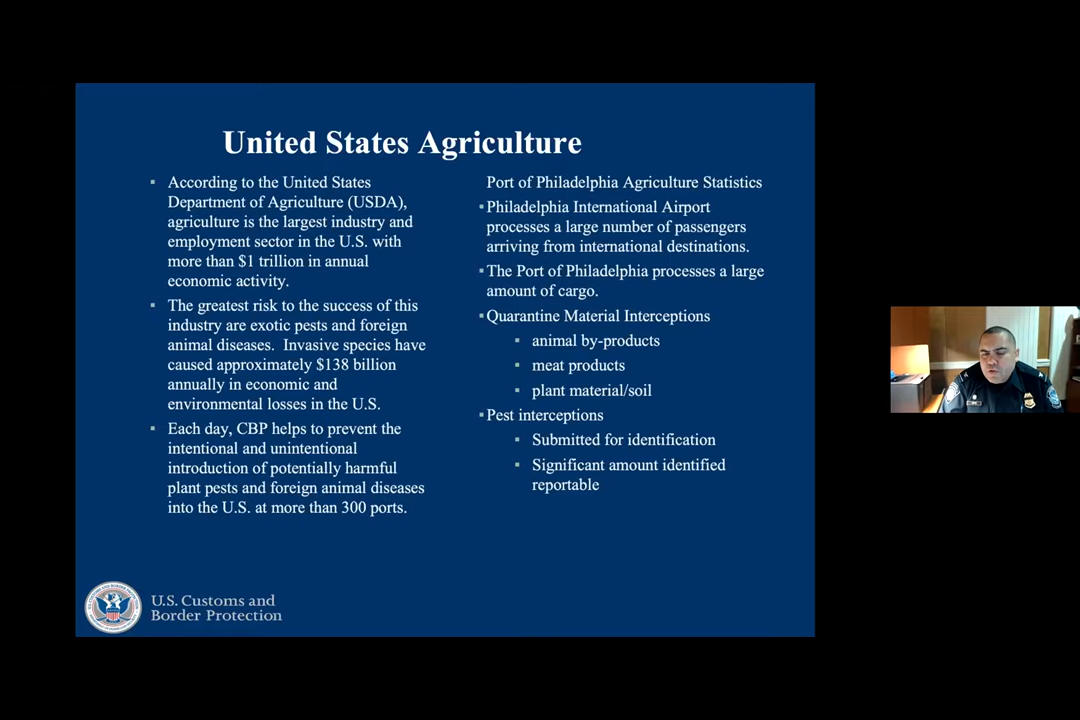 United States Agriculture
▪ According to the United States
Department of Agriculture (USDA),
agriculture is the largest industry and
employment sector in the U.S. with
more than $1 trillion in annual
economic activity.
▪ The greatest risk to the success of this
industry are exotic pests and foreign
animal diseases. Invasive species have
caused approximately $138 billion
annually in economic and
environmental losses in the U.S.
▪ Each day, CBP helps to prevent the
intentional and unintentional
introduction of potentially harmful
plant pests and foreign animal diseases
into the U.S. at more than 300 ports.
Port of Philadelphia Agriculture Statistics
▪ Philadelphia International Airport
processes a large number of passengers
arriving from international destinations.
▪ The Port of Philadelphia processes a large
amount of cargo.
▪ Quarantine Material Interceptions
▪ animal by-products
▪ meat products
▪ plant material/soil
▪ Pest interceptions
▪ Submitted for identification
▪ Significant amount identified
reportable
U.S. Customs and
Border Protection